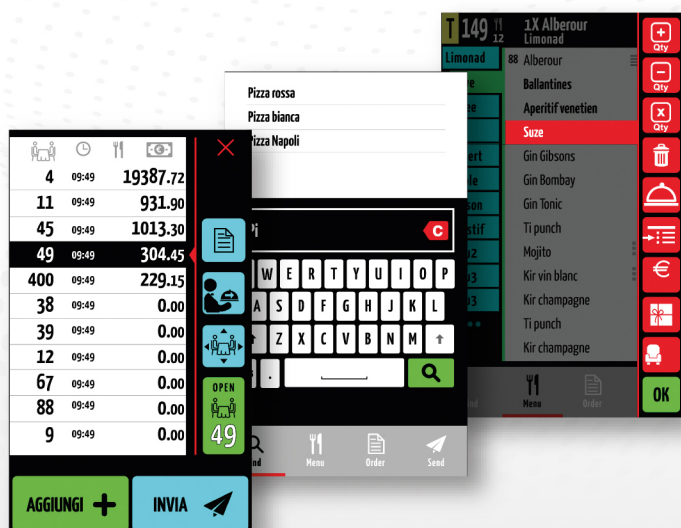 4 09:49 19387.72
11 09:49 931.90
45 09:49 1013.30
49 09:49 304.45
400 09:49 229.15
38 09:49 0.00
39 09:49 0.00
12 09:49 0.00
67 09:49 0.00
88 09:49 0.00
9 09:49 0.00
OPEN
49
AGGIUNGI
INVIA
Pizza rossa
Pizza bianca
Pizza Napoli
Pi
C
W E R T Y U I O P
A S D F G H J K L
Z X C V B N M
.
Menu
Order
Send
T 149 12
1X Alberour
Limonad
Limonad
88 Alberour
Ballantines
Aperitif venetien
Suze
Gin Gibsons
Gin Bombay
Gin Tonic
Ti punch
Mojito
Kir vin blanc
Kir champagne
Ti punch
Kir champagne
Menu
Order
Qty
Qty
X
Qty
€
OK